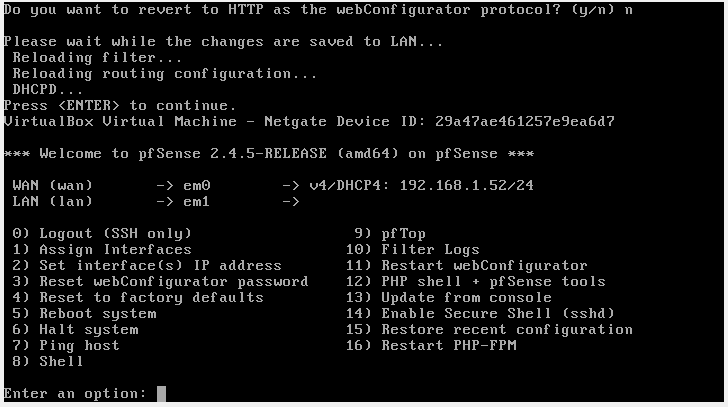 Do you want to revert to HTTP as the webConfigurator protocol? (y/n) n
Please wait while the changes are saved to LAN...
Reloading filter...
Reloading routing configuration...
DHCPD...
Press <ENTER> to continue.
VirtualBox Virtual Machine - Netgate Device ID: 29a47ae461257e9ea6d7
*** Welcome to pfSense 2.4.5-RELEASE (amd64) on pfSense ***
WAN (wan) -> em0 -> v4/DHCP4: 192.168.1.52/24
LAN (lan) -> em1 ->
0) Logout (SSH only) 9) pfTop
1) Assign Interfaces 10) Filter Logs
2) Set interface(s) IP address 11) Restart webConfigurator
3) Reset webConfigurator password 12) PHP shell + pfSense tools
4) Reset to factory defaults 13) Update from console
5) Reboot system 14) Enable Secure Shell (sshd)
6) Halt system 15) Restore recent configuration
7) Ping host 16) Restart PHP-FPM
8) Shell
Enter an option: